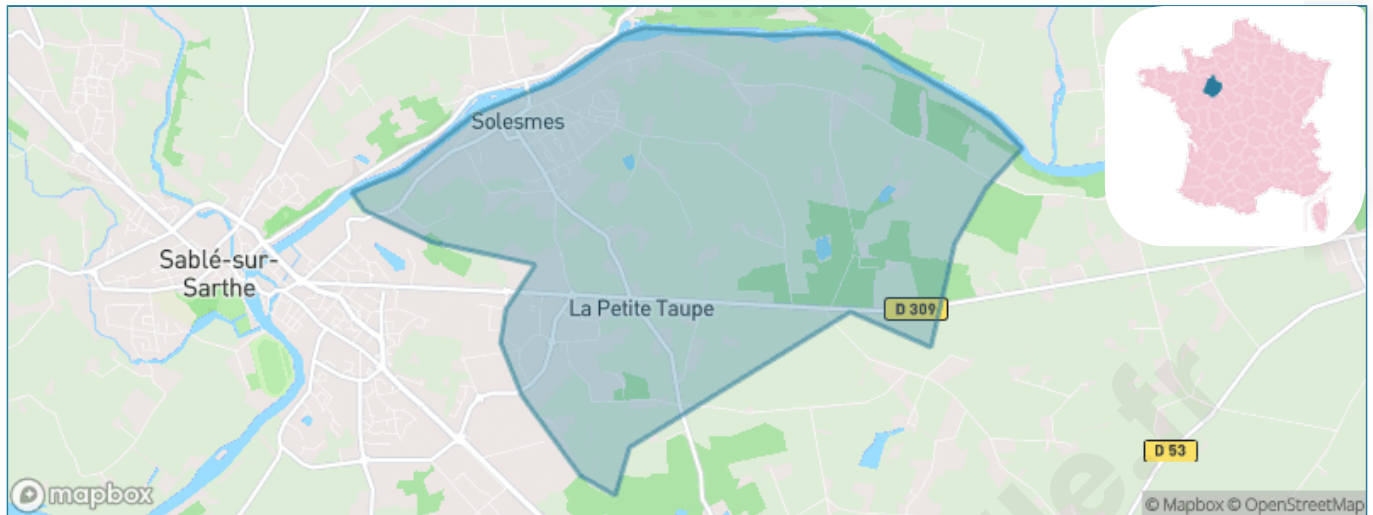 Solesmes
Sablé-sur-
Sarthe
La Petite Taupe
D 309
D 53
mapbox
© Mapbox © OpenStreetMap